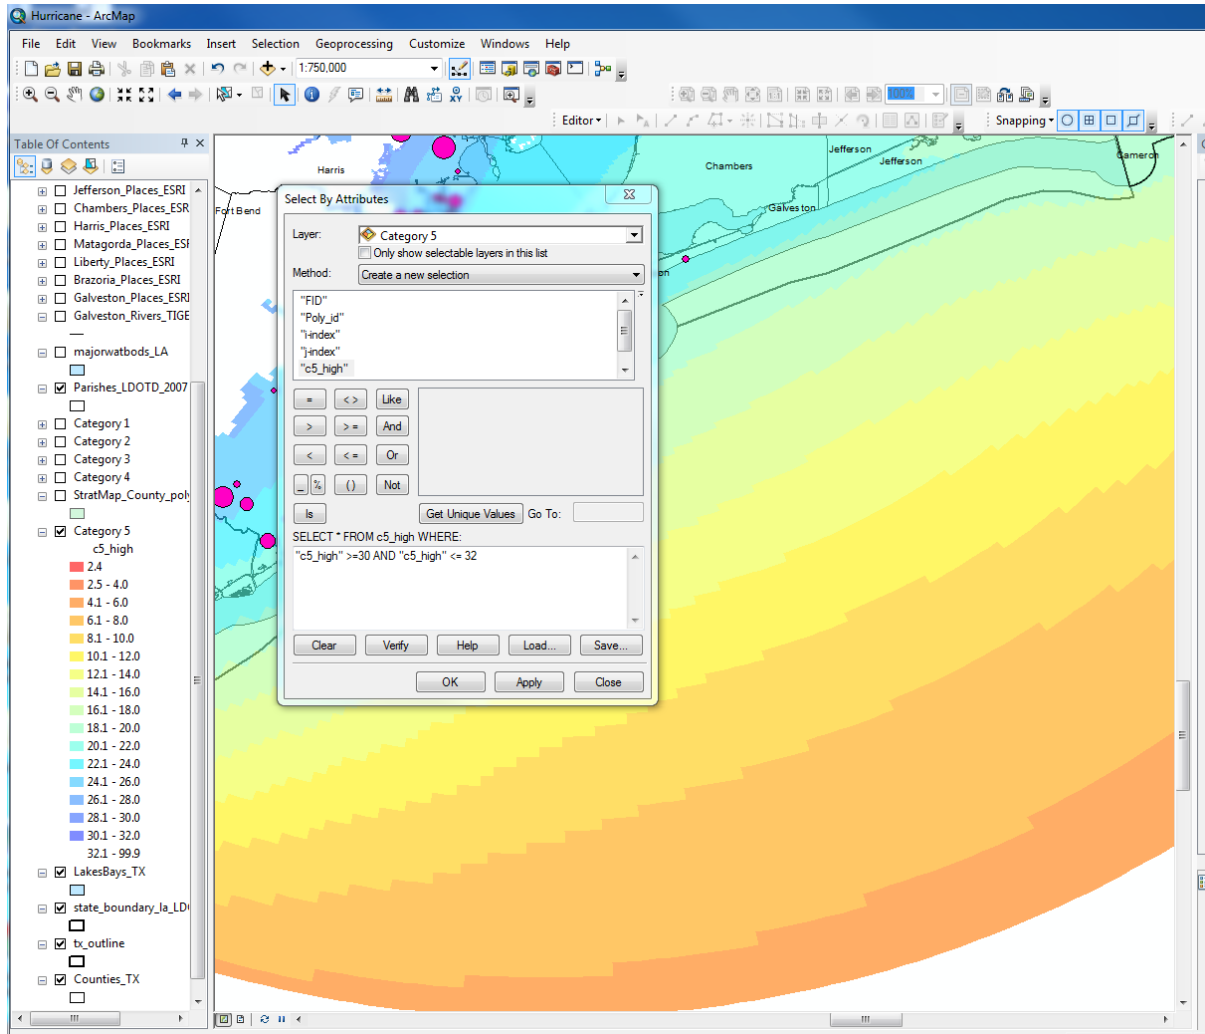 Hurricane - ArcMap
File Edit View Bookmarks Insert Selection Geoprocessing Customize Windows Help
1:750,000
100%
Editor
Snapping
Table Of Contents
Jefferson_Places_ESRI
Chambers_Places_ESR
Harris_Places_ESRI
Matagorda_Places_ESF
Liberty_Places_ESRI
Brazoria_Places_ESRI
Galveston_Places_ESRI
Galveston_Rivers_TIGE
majorwatbods_LA
Parishes_LDOTD_2007
Category 1
Category 2
Category 3
Category 4
StratMap_County_poly
Category 5
c5_high
2.4
2.5 - 4.0
4.1 - 6.0
6.1 - 8.0
8.1 - 10.0
10.1 - 12.0
12.1 - 14.0
14.1 - 16.0
16.1 - 18.0
18.1 - 20.0
20.1 - 22.0
22.1 - 24.0
24.1 - 26.0
26.1 - 28.0
28.1 - 30.0
30.1 - 32.0
32.1 - 99.9
LakesBays_TX
state_boundary_la_LD
tx_outline
Counties_TX
Harris
Fort Bend
Chambers
Jefferson
Jefferson
Cameron
Galveston
on
Select By Attributes
Layer: Category 5
Only show selectable layers in this list
Method: Create a new selection
"FID"
"Poly_id"
"i-index"
"j-index"
"c5_high"
= < > Like
> > = And
< < = Or
_ % ( ) Not
Is Get Unique Values Go To:
SELECT * FROM c5_high WHERE:
"c5_high" >=30 AND "c5_high" <= 32
Clear Verify Help Load... Save...
OK Apply Close